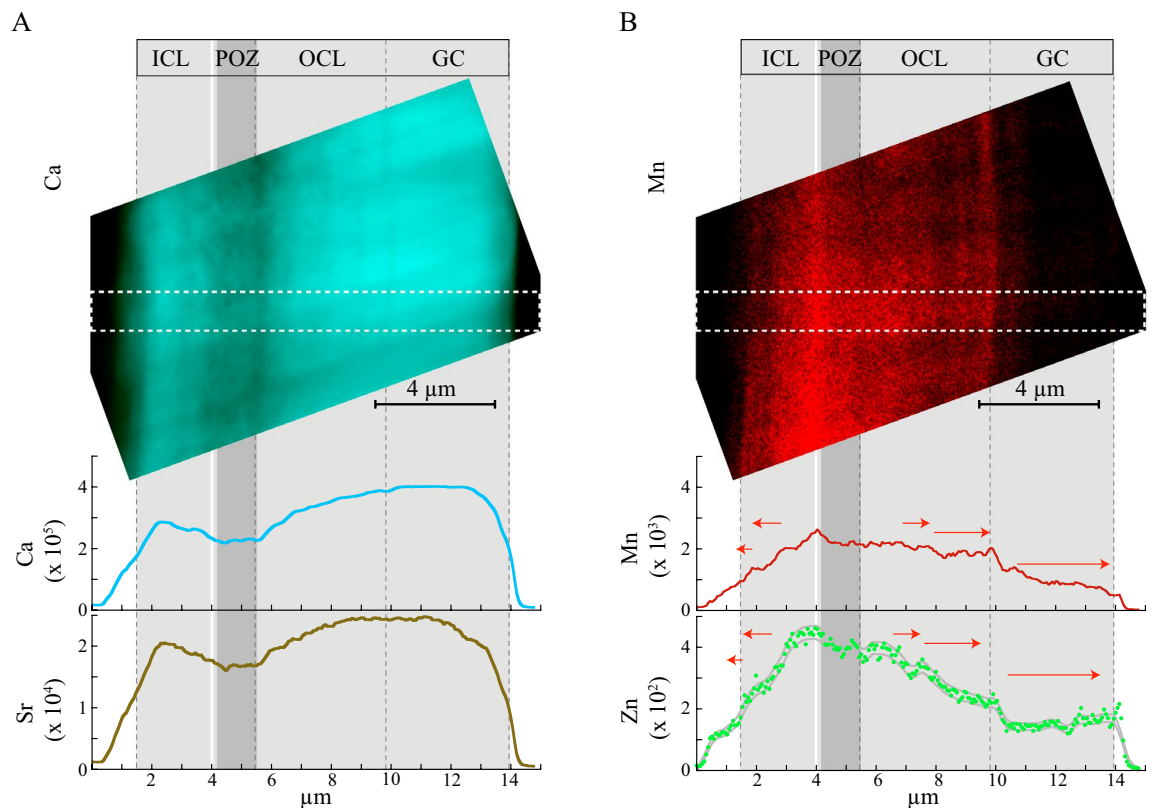 A
ICL POZ OCL GC
Ca
4 µm
4
2
0
Ca
(x 10⁵)
2
1
0
Sr
(x 10⁴)
2 4 6 8 10 12 14
µm
B
ICL POZ OCL GC
Mn
4 µm
4
2
0
Mn
(x 10³)
4
2
0
Zn
(x 10²)
2 4 6 8 10 12 14
µm